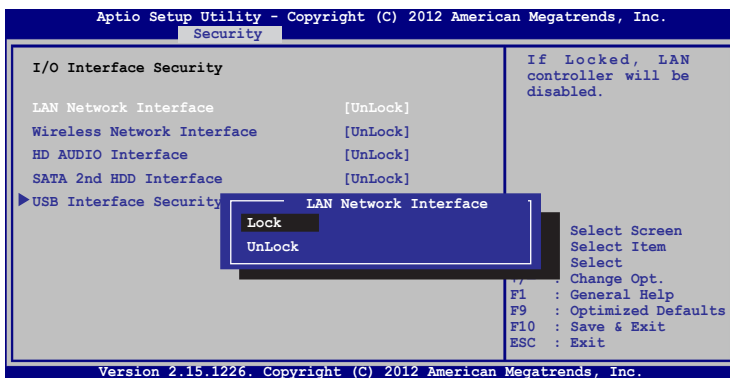 Aptio Setup Utility - Copyright (C) 2012 American Megatrends, Inc.
Security
I/O Interface Security
LAN Network Interface [UnLock]
Wireless Network Interface [UnLock]
HD AUDIO Interface [UnLock]
SATA 2nd HDD Interface [UnLock]
USB Interface Security
LAN Network Interface
Lock
UnLock
If Locked, LAN
controller will be
disabled.
Select Screen
Select Item
Select
: Change Opt.
F1 : General Help
F9 : Optimized Defaults
F10 : Save & Exit
ESC : Exit
Version 2.15.1226. Copyright (C) 2012 American Megatrends, Inc.